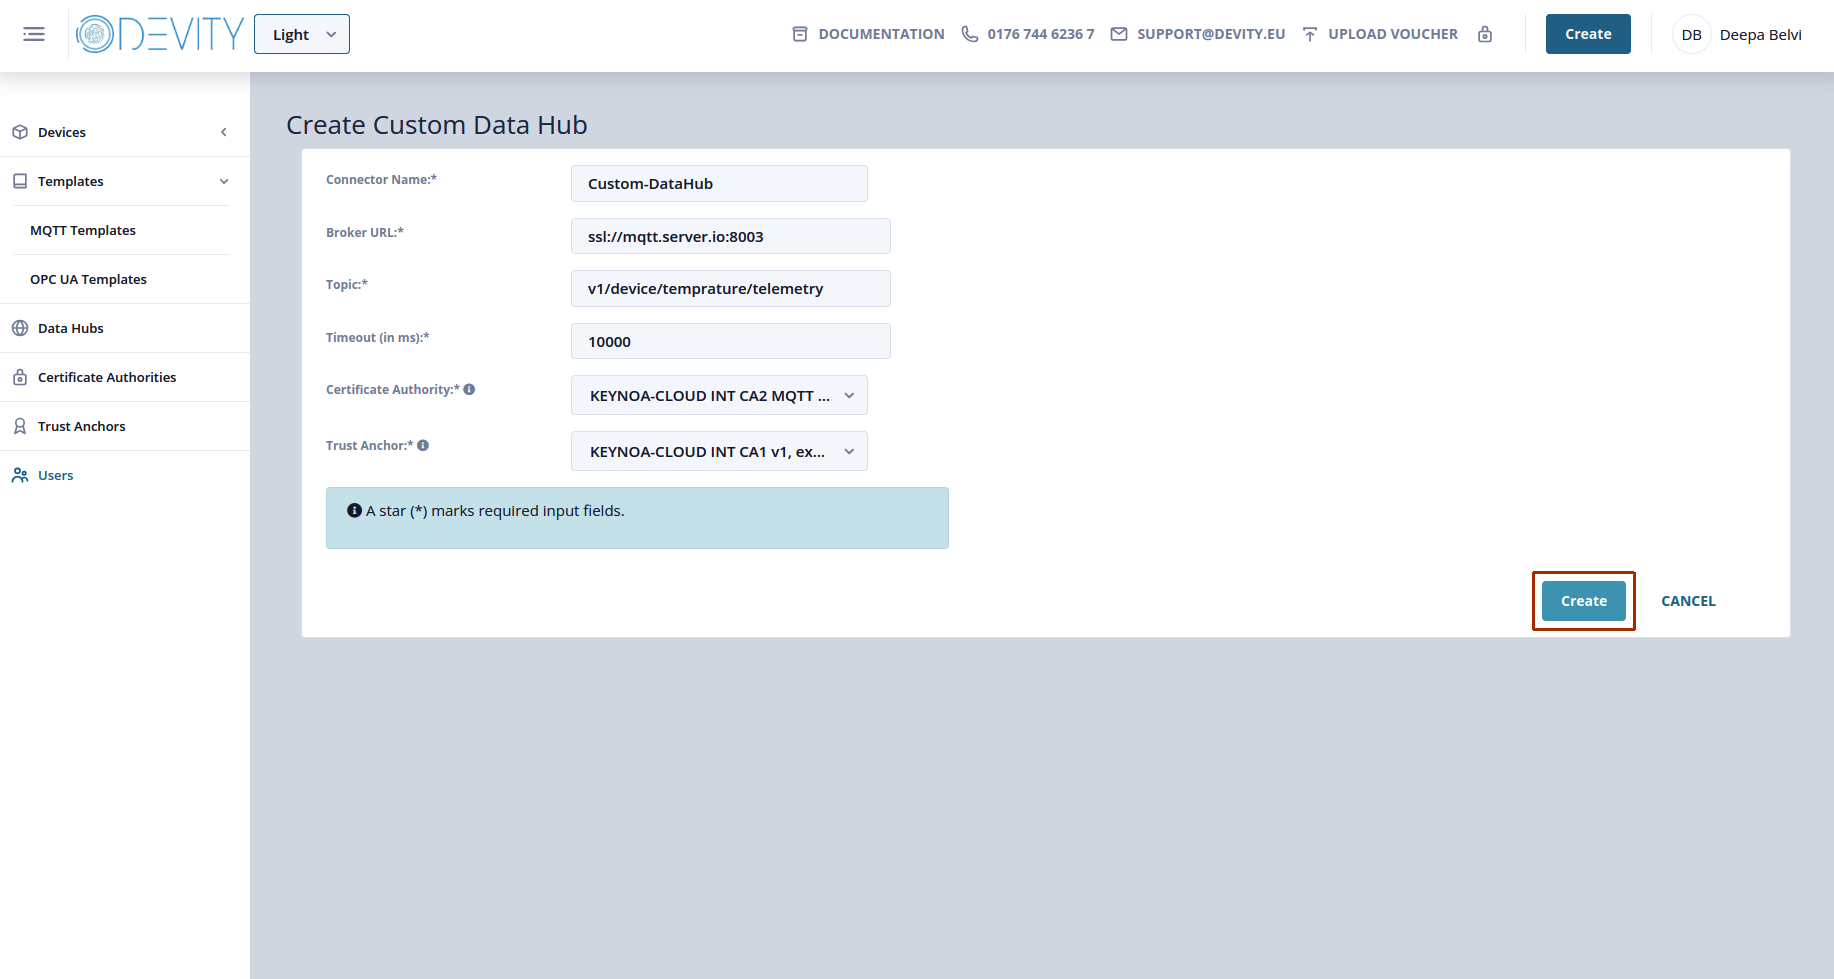 DEVITY
Light
DOCUMENTATION
0176 744 6236 7
SUPPORT@DEVITY.EU
UPLOAD VOUCHER
Create
DB
Deepa Belvi
Devices
Templates
MQTT Templates
OPC UA Templates
Data Hubs
Certificate Authorities
Trust Anchors
Users
Create Custom Data Hub
Connector Name:*
Custom-DataHub
Broker URL:*
ssl://mqtt.server.io:8003
Topic:*
v1/device/temprature/telemetry
Timeout (in ms):*
10000
Certificate Authority:*
KEYNOA-CLOUD INT CA2 MQTT ...
Trust Anchor:*
KEYNOA-CLOUD INT CA1 v1, ex...
A star (*) marks required input fields.
Create
CANCEL